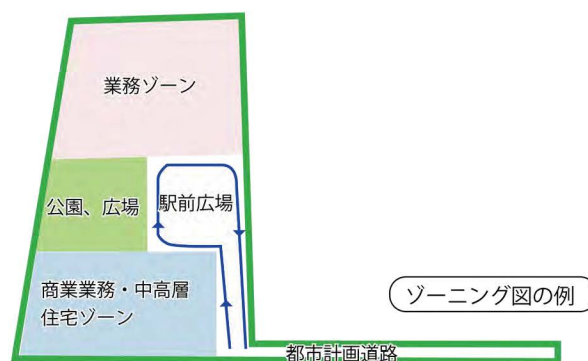 業務ゾーン
公園、広場
駅前広場
商業業務・中高層
住宅ゾーン
ゾーニング図の例
都市計画道路